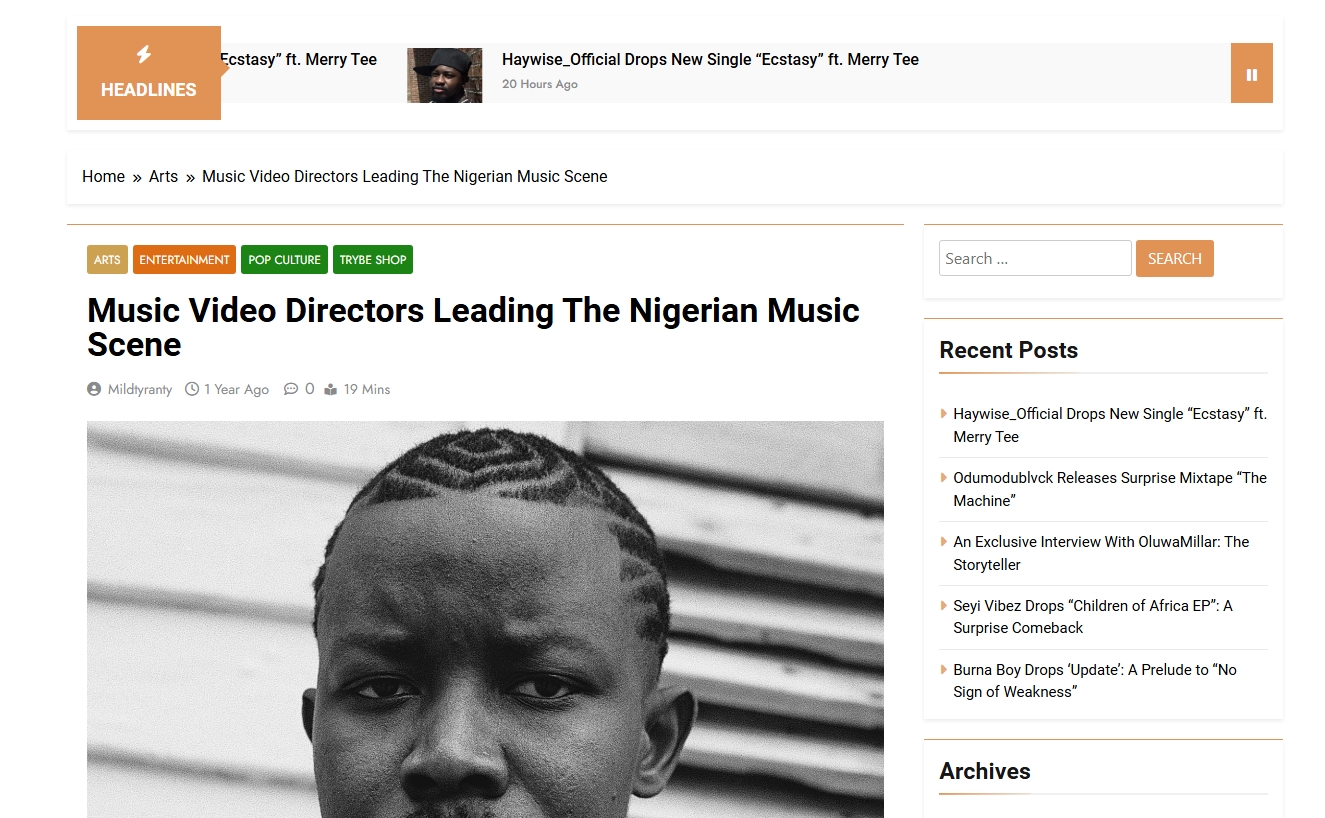 HEADLINES
Ecstasy” ft. Merry Tee
Haywise_Official Drops New Single “Ecstasy” ft. Merry Tee
20 Hours Ago
Home » Arts » Music Video Directors Leading The Nigerian Music Scene
ARTS ENTERTAINMENT POP CULTURE TRYBE SHOP
Music Video Directors Leading The Nigerian Music
Scene
Mildtyranty 1 Year Ago 0 19 Mins
Search ... SEARCH
Recent Posts
Haywise_Official Drops New Single “Ecstasy” ft.
Merry Tee
Odumodublvck Releases Surprise Mixtape “The
Machine”
An Exclusive Interview With OluwaMillar: The
Storyteller
Seyi Vibez Drops “Children of Africa EP”: A
Surprise Comeback
Burna Boy Drops ‘Update’: A Prelude to “No
Sign of Weakness”
Archives